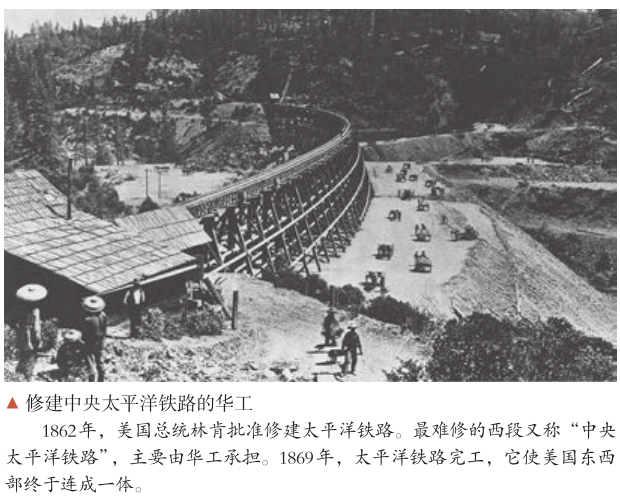 ▲ 修建中央太平洋铁路的华工
1862年，美国总统林肯批准修建太平洋铁路。最难修的西段又称“中央
太平洋铁路”，主要由华工承担。1869年，太平洋铁路完工，它使美国东西
部终于连成一体。